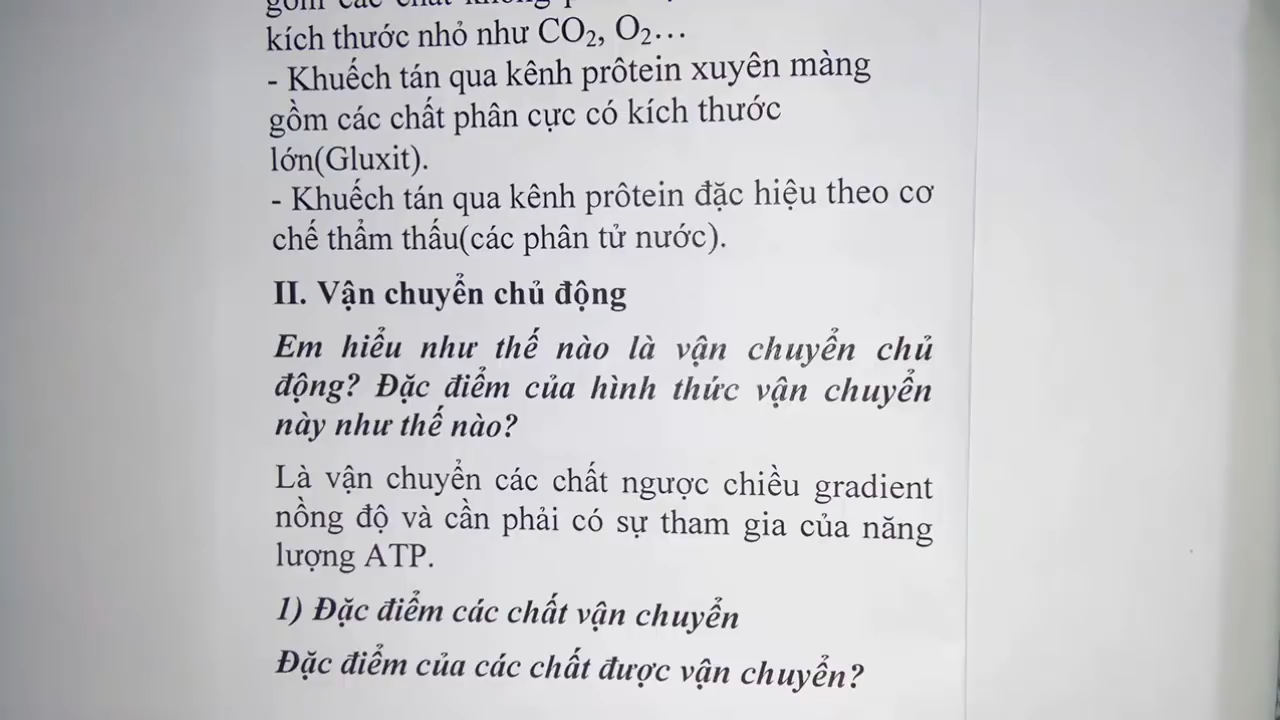 kích thước nhỏ như CO₂, O₂…
- Khuếch tán qua kênh prôtein xuyên màng
gồm các chất phân cực có kích thước
lớn(Gluxit).
- Khuếch tán qua kênh prôtein đặc hiệu theo cơ
chế thẩm thấu(các phân tử nước).
II. Vận chuyển chủ động
Em hiểu như thế nào là vận chuyển chủ
động? Đặc điểm của hình thức vận chuyển
này như thế nào?
Là vận chuyển các chất ngược chiều gradient
nồng độ và cần phải có sự tham gia của năng
lượng ATP.
1) Đặc điểm các chất vận chuyển
Đặc điểm của các chất được vận chuyển?